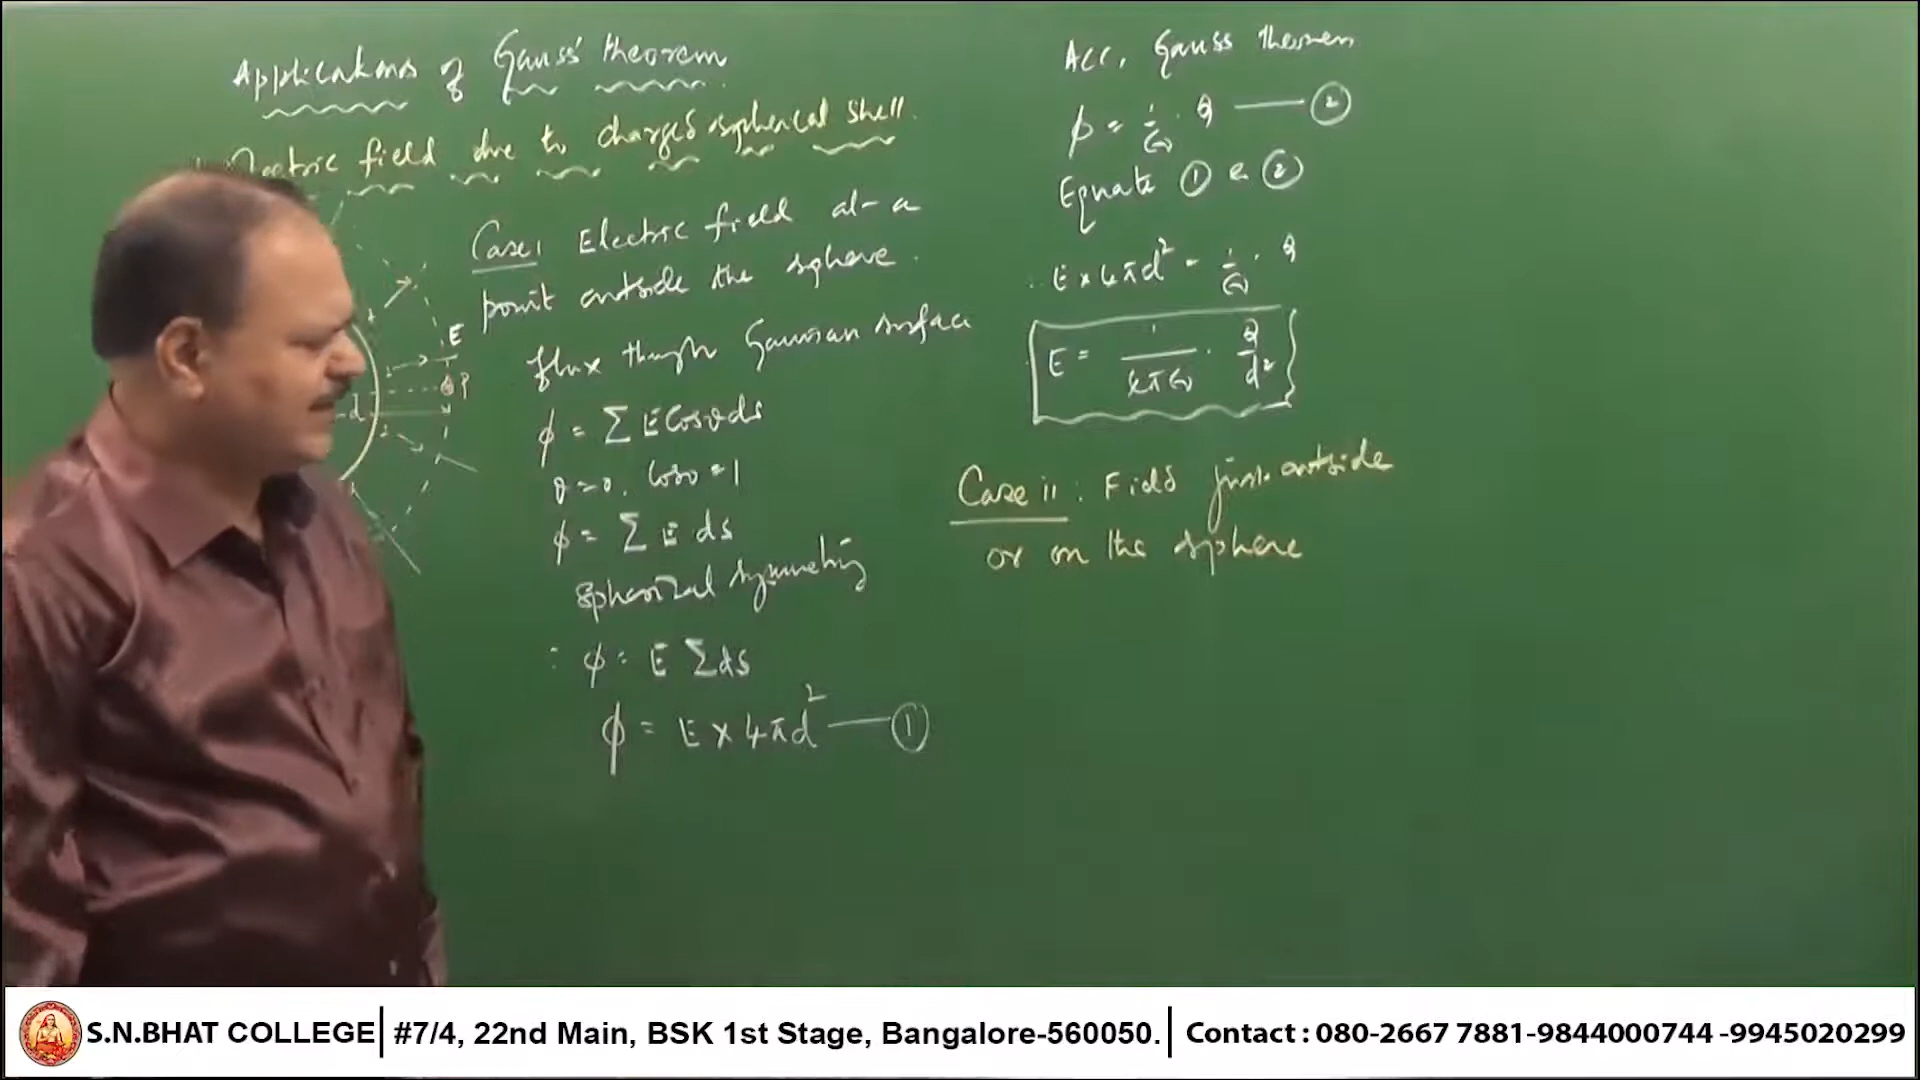 Applications of Gauss' theorem
Electric field due to charged spherical shell.
Case 1 Electric field at a
point outside the sphere.
E
P
d
flux through Gaussian surface
ϕ = Σ E Cosθ ds
θ = 0, Cos0 = 1
ϕ = Σ E ds
Spherical symmetry
∴ ϕ = E Σ ds
ϕ = E × 4πd² — ①
Acc. Gauss theorem
ϕ = 1/ε₀ · q — ②
Equate ① & ②
∴ E × 4πd² = 1/ε₀ · q
E = 1/4πε₀ · q/d²
Case ii : Field just outside
or on the sphere
S.N.BHAT COLLEGE | #7/4, 22nd Main, BSK 1st Stage, Bangalore-560050. | Contact : 080-2667 7881-9844000744 -9945020299